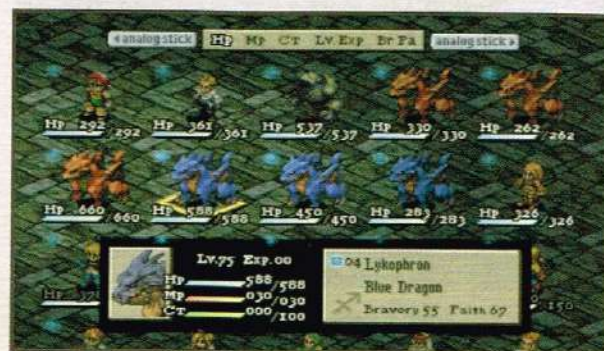 analog stick Hp Mp CT Lv.Exp Br Fa analog stick
Hp 292/292 Hp 361/361 Hp 537/537 Hp 330/330 Hp 262/262
Hp 660/660 Hp 588/588 Hp 450/450 Hp 283/283 Hp 326/326
Lv.75 Exp.00
Hp 588/588
Mp 030/030
CT 000/100
04 Lykophron
Blue Dragon
Bravery 55 Faith 67
150